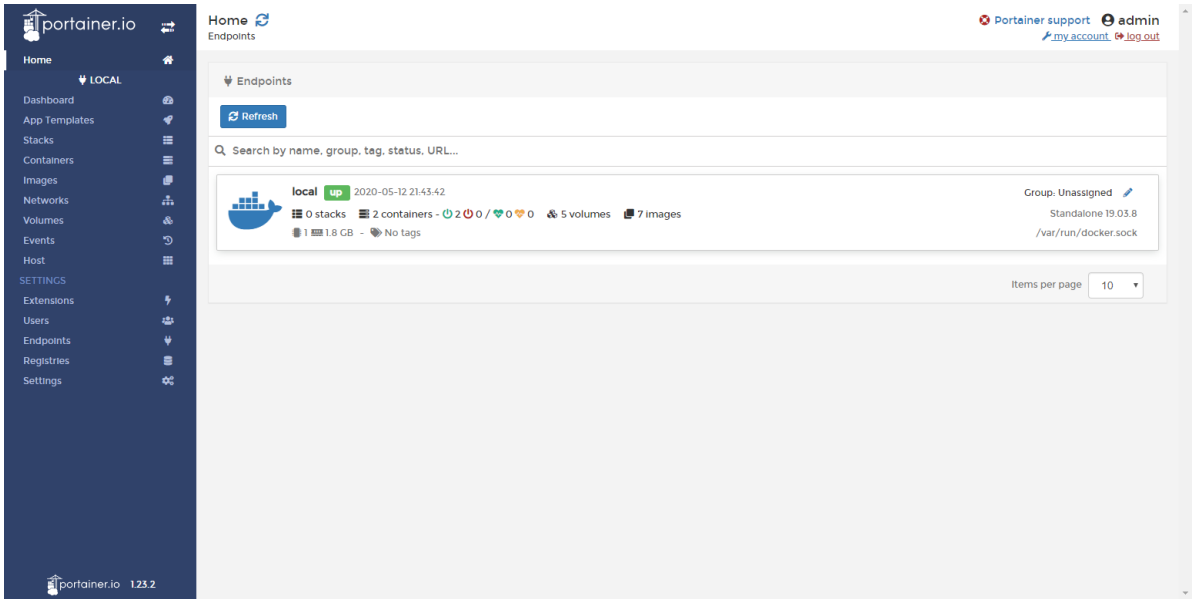 portainer.io
Home
LOCAL
Dashboard
App Templates
Stacks
Containers
Images
Networks
Volumes
Events
Host
SETTINGS
Extensions
Users
Endpoints
Registries
Settings
portainer.io 1.23.2
Home
Endpoints
Portainer support admin
my account log out
Endpoints
Refresh
Search by name, group, tag, status, URL...
local up 2020-05-12 21:43:42
Group: Unassigned
0 stacks 2 containers - 2 0 / 0 0 5 volumes 7 images
Standalone 19.03.8
1 1.8 GB - No tags
/var/run/docker.sock
Items per page 10